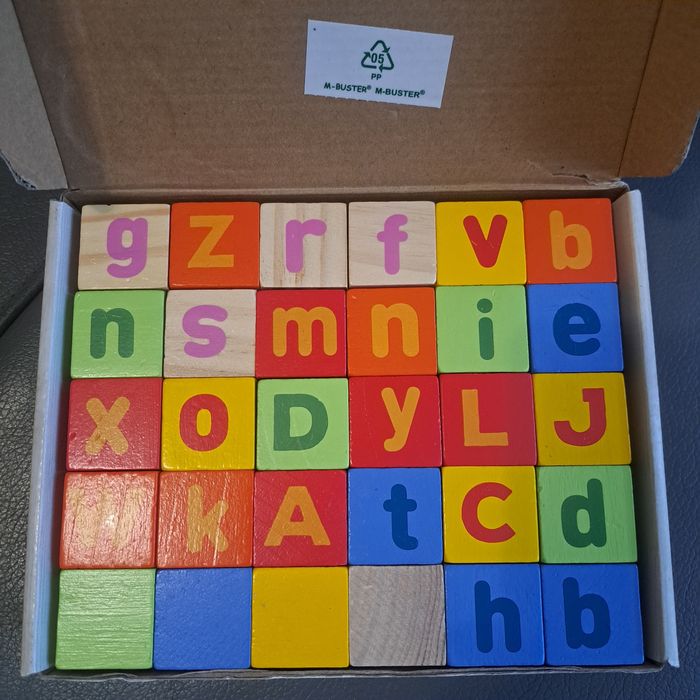 05
PP
M-BUSTER® M-BUSTER®
g z r f v b
n s m n i e
x o D y L J
w k A t C d
h b